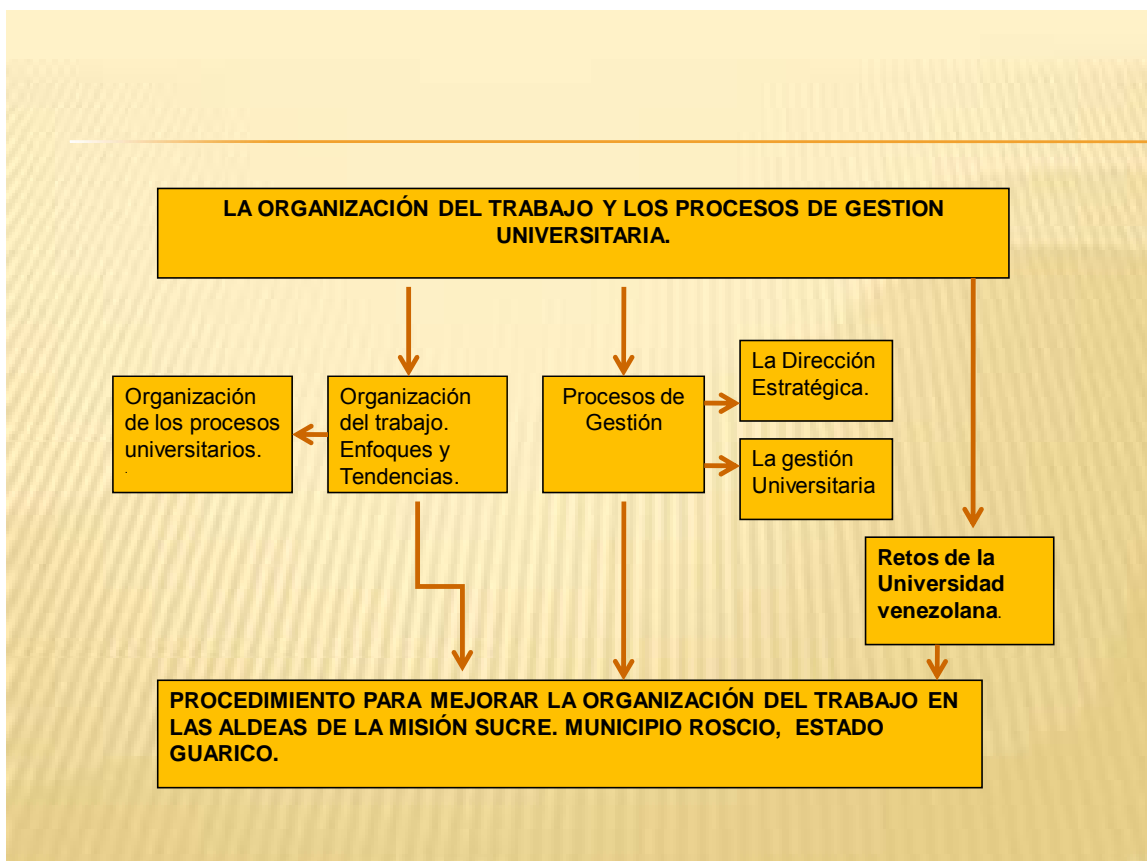 LA ORGANIZACIÓN DEL TRABAJO Y LOS PROCESOS DE GESTION
UNIVERSITARIA.
Organización
de los procesos
universitarios.
.
Organización
del trabajo.
Enfoques y
Tendencias.
Procesos de
Gestión
La Dirección
Estratégica.
La gestión
Universitaria
Retos de la
Universidad
venezolana.
PROCEDIMIENTO PARA MEJORAR LA ORGANIZACIÓN DEL TRABAJO EN
LAS ALDEAS DE LA MISIÓN SUCRE. MUNICIPIO ROSCIO, ESTADO
GUARICO.